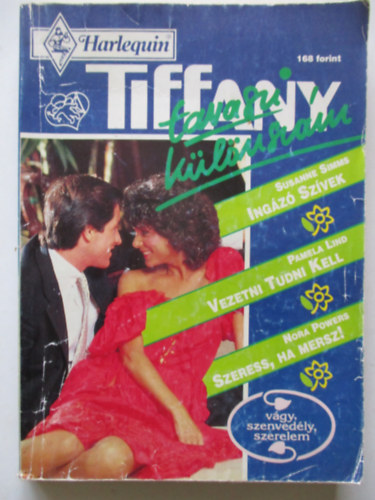 Harlequin
168 forint
Tiffany
tavaszi
különszám
Susanne Simms
Ingázó Szívek
Pamela Lind
Vezetni Tudni Kell
Nora Powers
Szeress, ha mersz!
vágy,
szenvedély,
szerelem